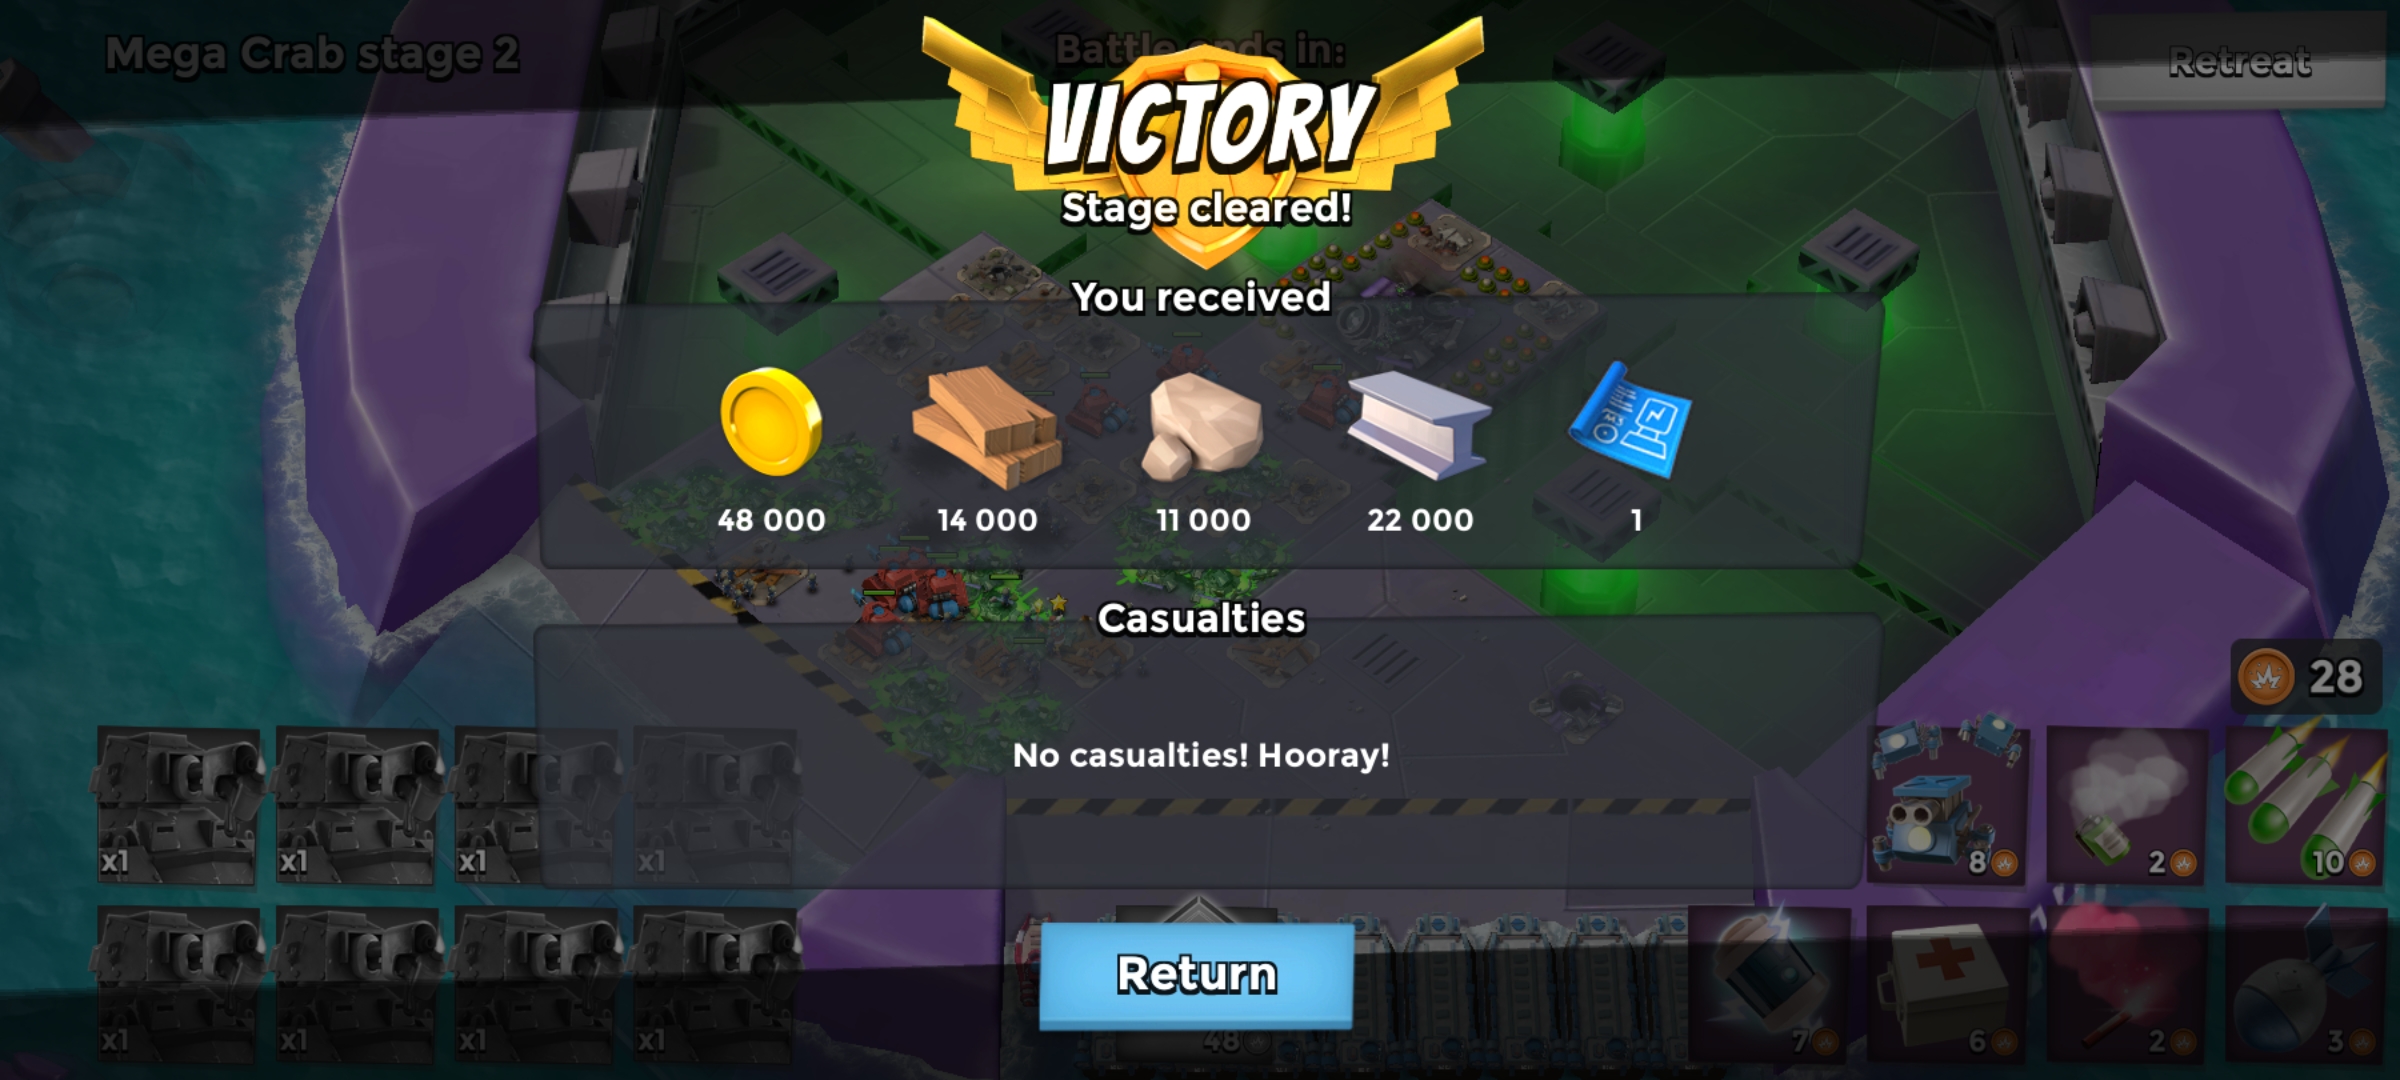 Mega Crab stage 2
Battle ends in:
Retreat
VICTORY
Stage cleared!
You received
48 000
14 000
11 000
22 000
1
Casualties
No casualties! Hooray!
28
x1
x1
x1
x1
8
2
10
x1
x1
x1
x1
Return
48
7
6
2
3